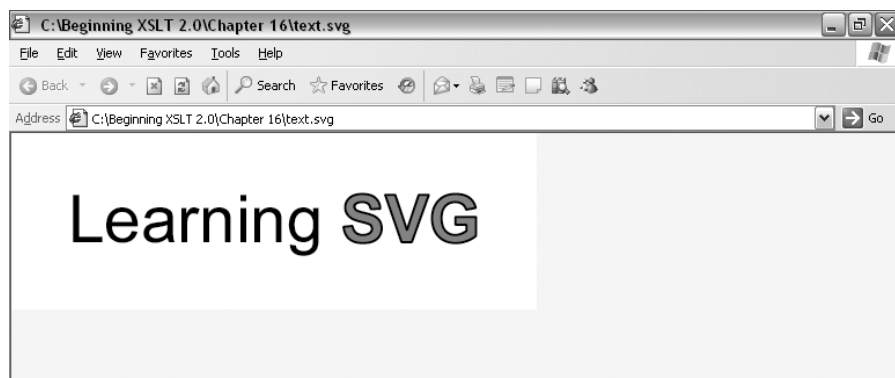 C:\Beginning XSLT 2.0\Chapter 16\text.svg
File Edit View Favorites Tools Help
Back Search Favorites
Address C:\Beginning XSLT 2.0\Chapter 16\text.svg Go
Learning SVG